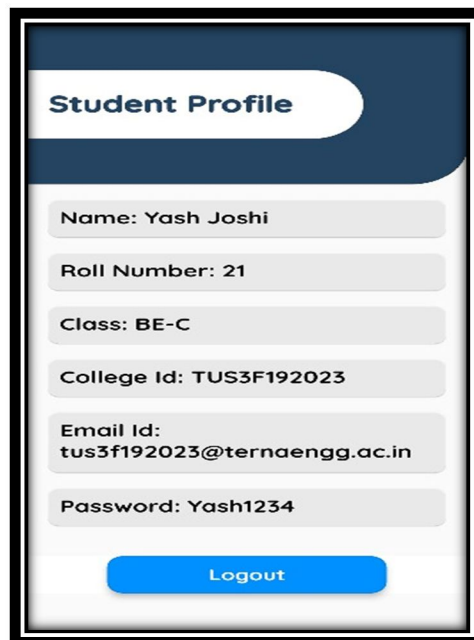 Student Profile
Name: Yash Joshi
Roll Number: 21
Class: BE-C
College Id: TUS3F192023
Email Id:
tus3f192023@ternaengg.ac.in
Password: Yash1234
Logout